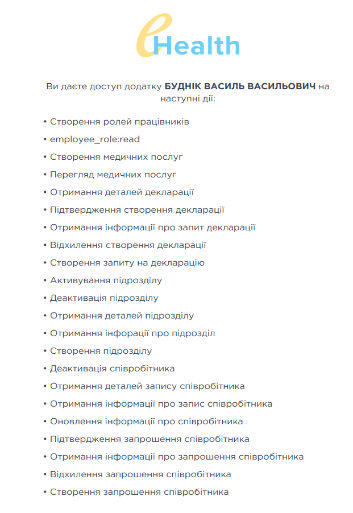 eHealth
Ви даєте доступ додатку БУДНІК ВАСИЛЬ ВАСИЛЬОВИЧ на
наступні дії:
• Створення ролей працівників
• employee_role:read
• Створення медичних послуг
• Перегляд медичних послуг
• Отримання деталей декларації
• Підтвердження створення декларації
• Отримання інформації про запит декларації
• Відхилення створення декларації
• Створення запиту на декларацію
• Активування підрозділу
• Деактивація підрозділу
• Отримання деталей підрозділу
• Отримання інфорації про підрозділ
• Створення підрозділу
• Деактивація співробітника
• Отримання деталей запису співробітника
• Отримання інформації про запис співробітника
• Оновлення інформації про співробітника
• Підтвердження запрошення співробітника
• Отримання інформації про запрошення співробітника
• Відхилення запрошення співробітника
• Створення запрошення співробітника